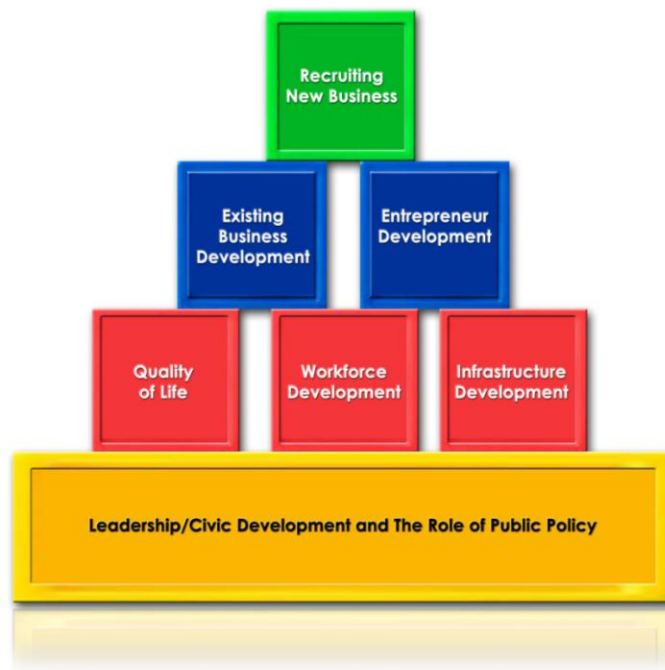 Recruiting
New Business
Existing
Business
Development
Entrepreneur
Development
Quality
of Life
Workforce
Development
Infrastructure
Development
Leadership/Civic Development and The Role of Public Policy